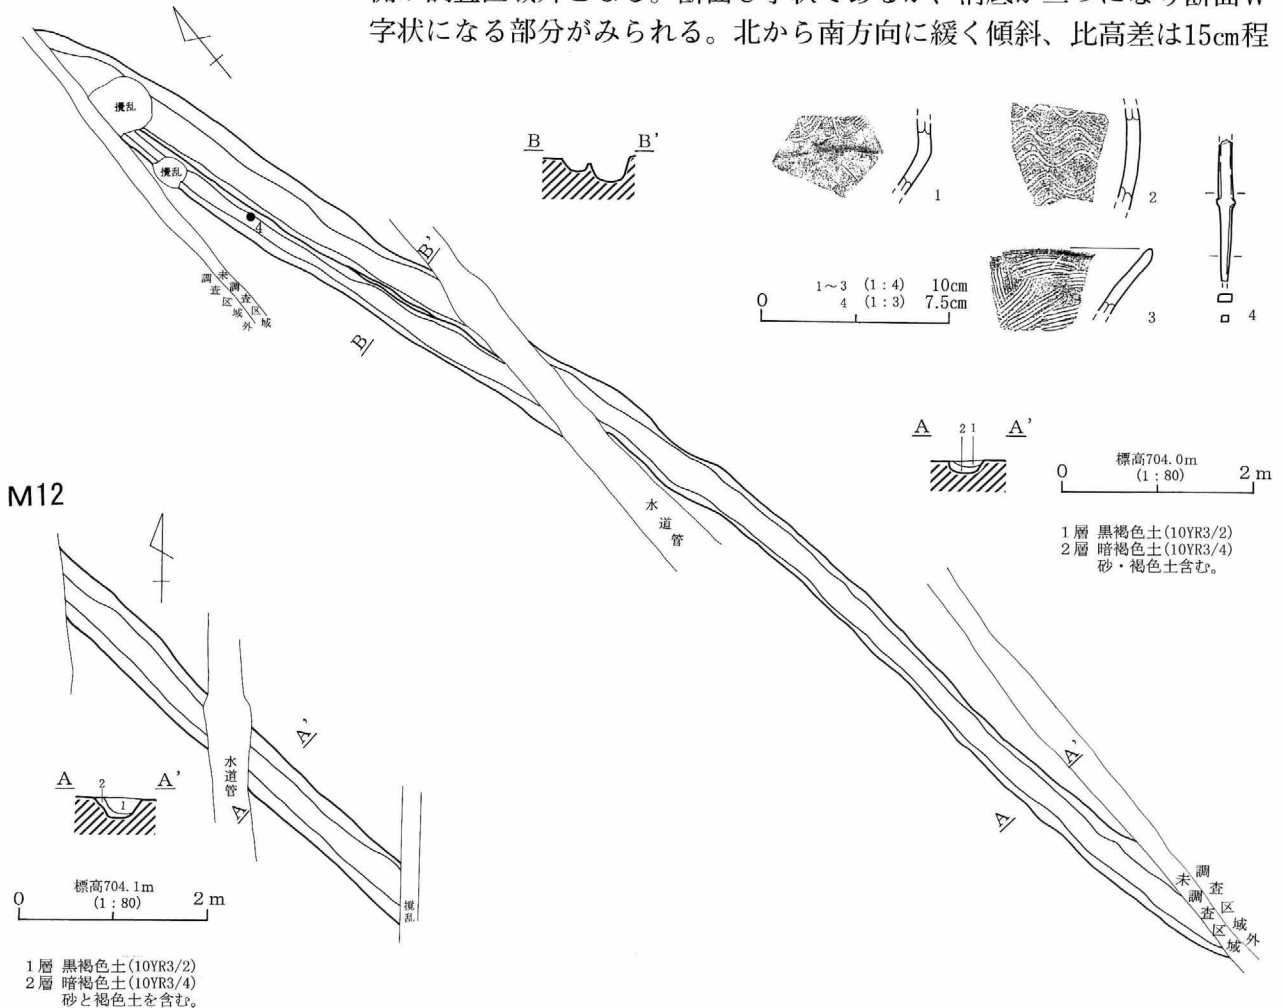 字状になる部分がみられる。北から南方向に緩く傾斜、比高差は15cm程
攪乱
攪乱
4
調査区域外
未調査区域
B
B'
B
B'
1
2
3
4
1～3 (1:4) 10cm
4 (1:3) 7.5cm
0
水道管
A
2 1
A'
標高704.0m
0 (1:80) 2m
1層 黒褐色土(10YR3/2)
2層 暗褐色土(10YR3/4)
砂・褐色土含む。
A
A'
未調査区域
調査区域外
M12
水道管
A
A'
攪乱
A
2
A'
1
標高704.1m
0 (1:80) 2m
1層 黒褐色土(10YR3/2)
2層 暗褐色土(10YR3/4)
砂と褐色土を含む。